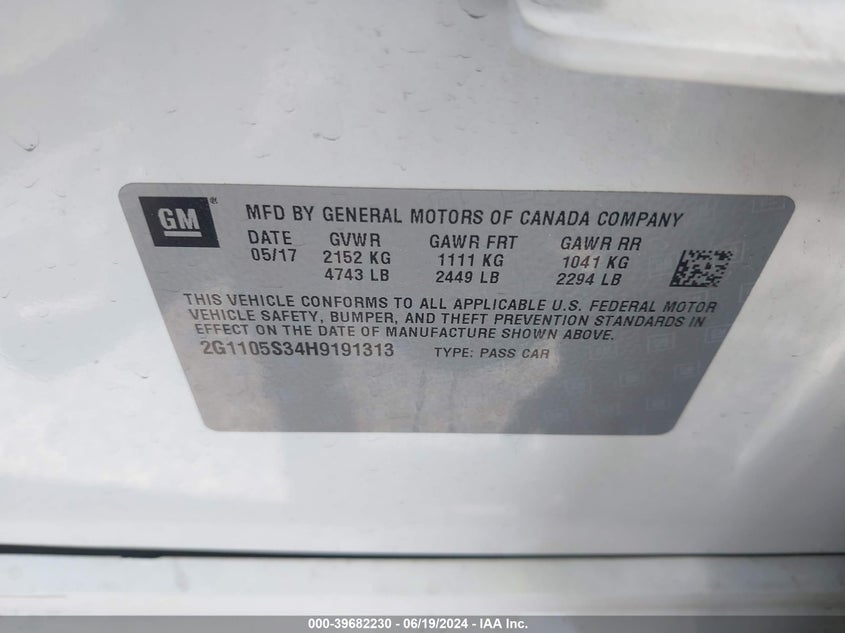 GM ®
MFD BY GENERAL MOTORS OF CANADA COMPANY
DATE GVWR GAWR FRT GAWR RR
05/17 2152 KG 1111 KG 1041 KG
4743 LB 2449 LB 2294 LB
THIS VEHICLE CONFORMS TO ALL APPLICABLE U.S. FEDERAL MOTOR
VEHICLE SAFETY, BUMPER, AND THEFT PREVENTION STANDARDS IN
EFFECT ON THE DATE OF MANUFACTURE SHOWN ABOVE.
2G1105S34H9191313 TYPE: PASS CAR
000-39682230 - 06/19/2024 - IAA Inc.